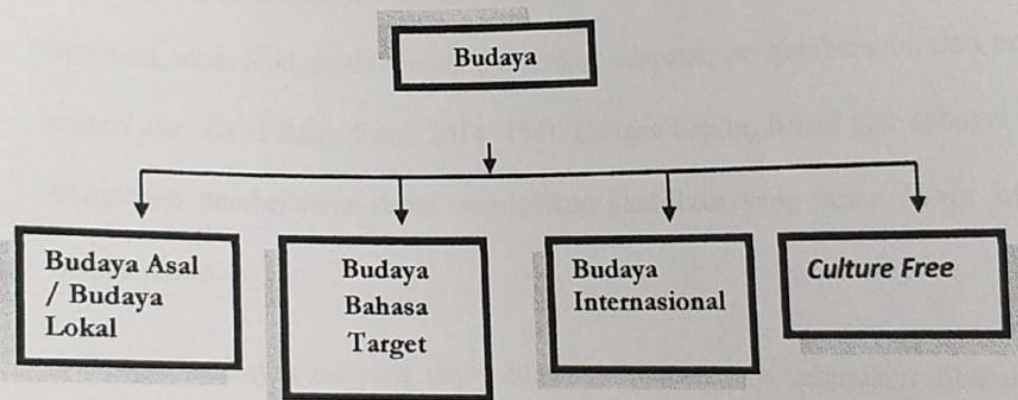 Budaya
Budaya Asal
/ Budaya
Lokal
Budaya
Bahasa
Target
Budaya
Internasional
Culture Free